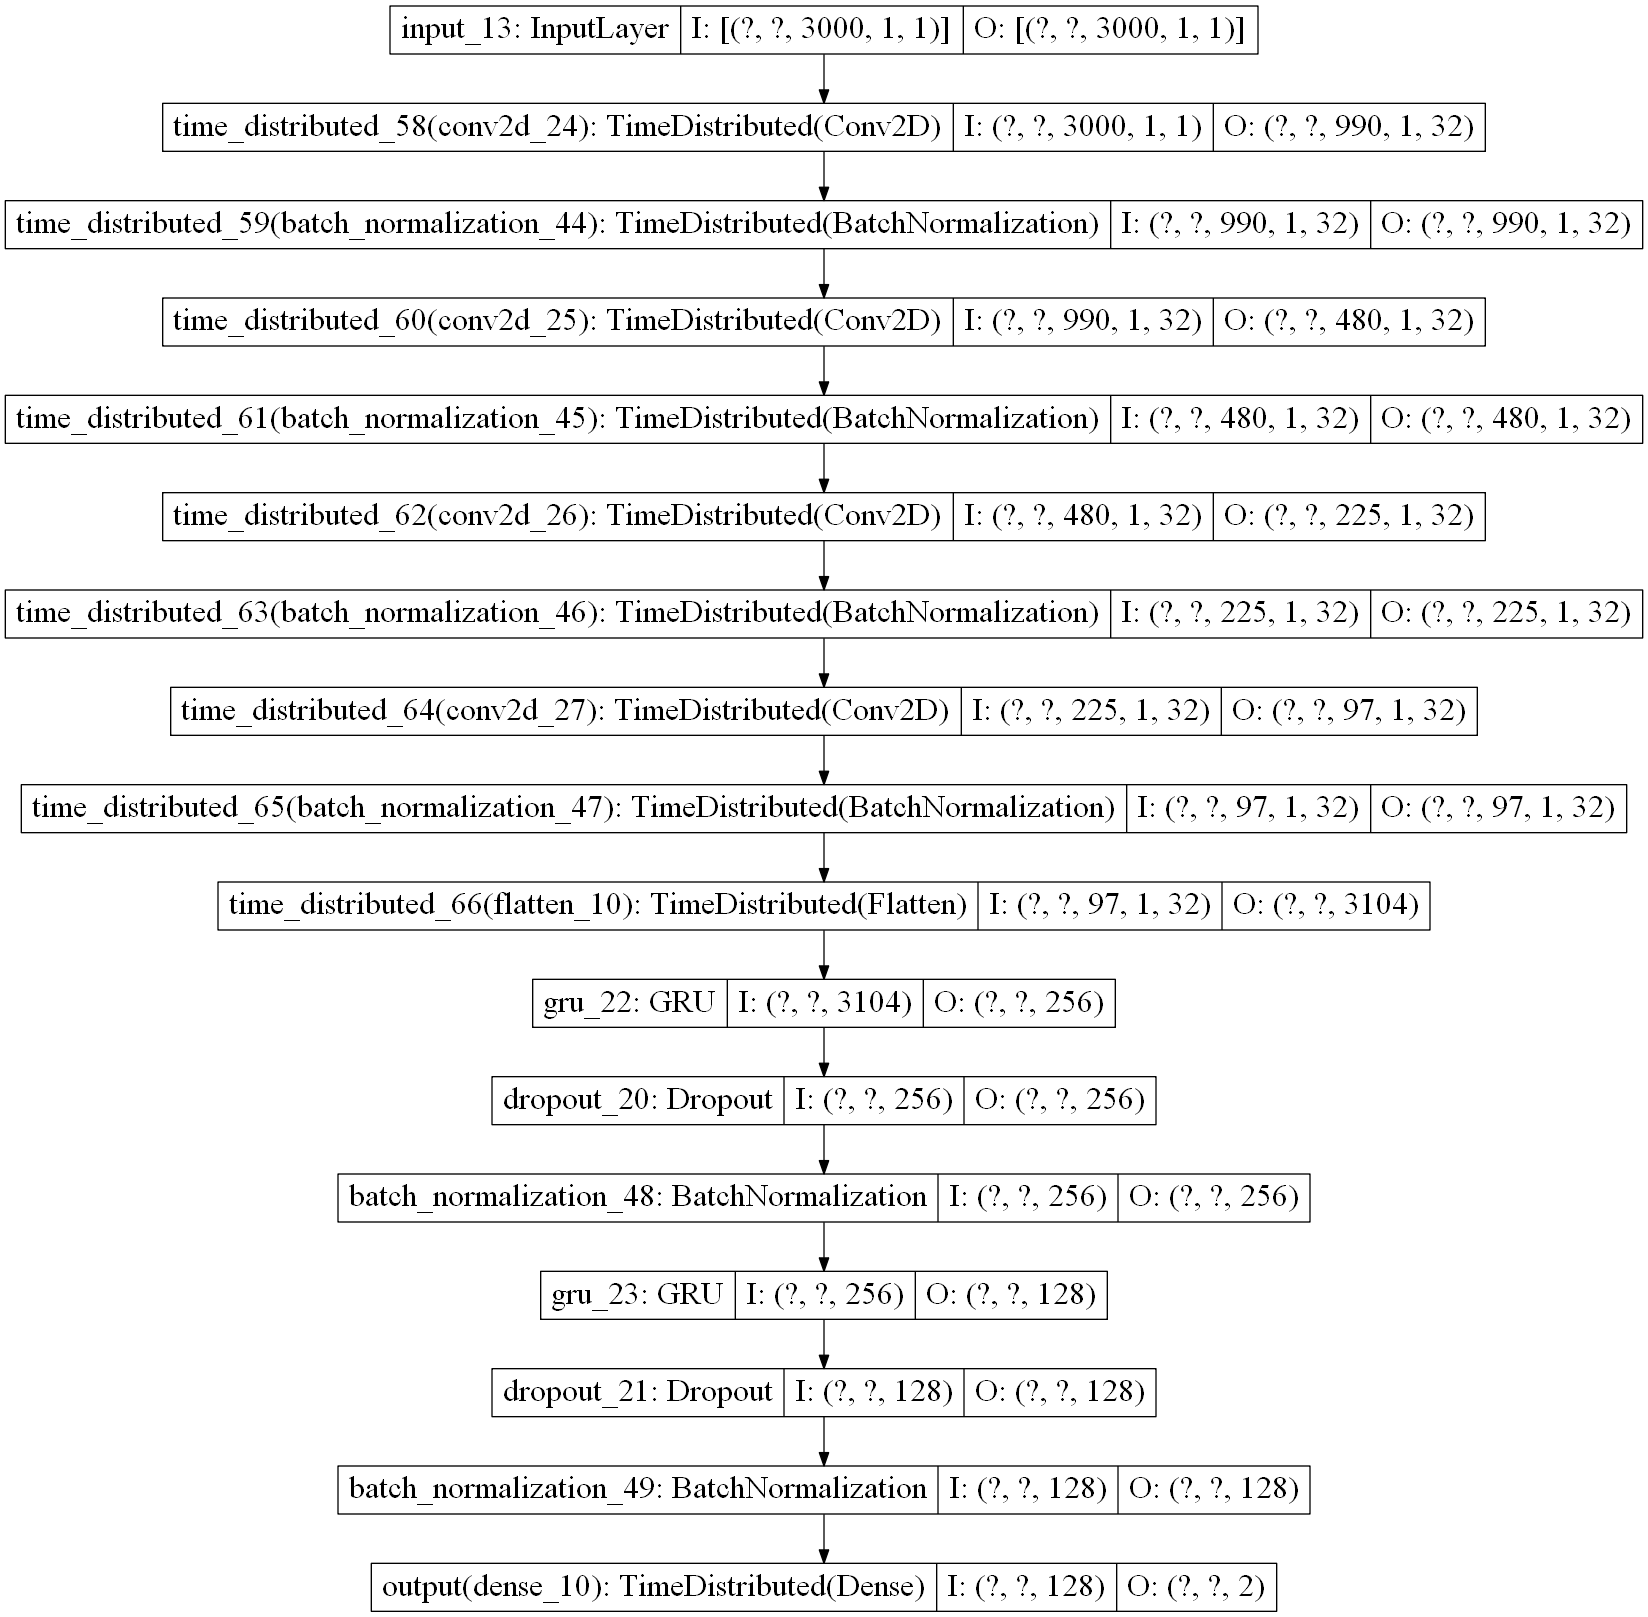 input_13: InputLayer I: [(?, ?, 3000, 1, 1)] O: [(?, ?, 3000, 1, 1)]
time_distributed_58(conv2d_24): TimeDistributed(Conv2D) I: (?, ?, 3000, 1, 1) O: (?, ?, 990, 1, 32)
time_distributed_59(batch_normalization_44): TimeDistributed(BatchNormalization) I: (?, ?, 990, 1, 32) O: (?, ?, 990, 1, 32)
time_distributed_60(conv2d_25): TimeDistributed(Conv2D) I: (?, ?, 990, 1, 32) O: (?, ?, 480, 1, 32)
time_distributed_61(batch_normalization_45): TimeDistributed(BatchNormalization) I: (?, ?, 480, 1, 32) O: (?, ?, 480, 1, 32)
time_distributed_62(conv2d_26): TimeDistributed(Conv2D) I: (?, ?, 480, 1, 32) O: (?, ?, 225, 1, 32)
time_distributed_63(batch_normalization_46): TimeDistributed(BatchNormalization) I: (?, ?, 225, 1, 32) O: (?, ?, 225, 1, 32)
time_distributed_64(conv2d_27): TimeDistributed(Conv2D) I: (?, ?, 225, 1, 32) O: (?, ?, 97, 1, 32)
time_distributed_65(batch_normalization_47): TimeDistributed(BatchNormalization) I: (?, ?, 97, 1, 32) O: (?, ?, 97, 1, 32)
time_distributed_66(flatten_10): TimeDistributed(Flatten) I: (?, ?, 97, 1, 32) O: (?, ?, 3104)
gru_22: GRU I: (?, ?, 3104) O: (?, ?, 256)
dropout_20: Dropout I: (?, ?, 256) O: (?, ?, 256)
batch_normalization_48: BatchNormalization I: (?, ?, 256) O: (?, ?, 256)
gru_23: GRU I: (?, ?, 256) O: (?, ?, 128)
dropout_21: Dropout I: (?, ?, 128) O: (?, ?, 128)
batch_normalization_49: BatchNormalization I: (?, ?, 128) O: (?, ?, 128)
output(dense_10): TimeDistributed(Dense) I: (?, ?, 128) O: (?, ?, 2)